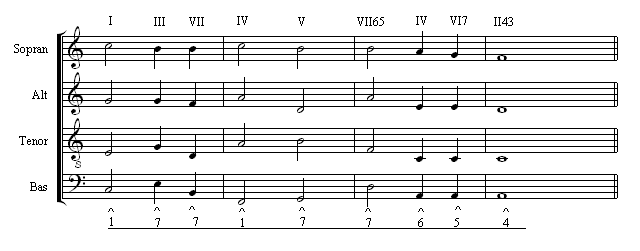 I III VII IV V VII65 IV VI7 II43
Sopran
Alt
Tenor
8
Bas
^ ^ ^ ^ ^ ^ ^ ^ ^
1 7 7 1 7 7 6 5 4